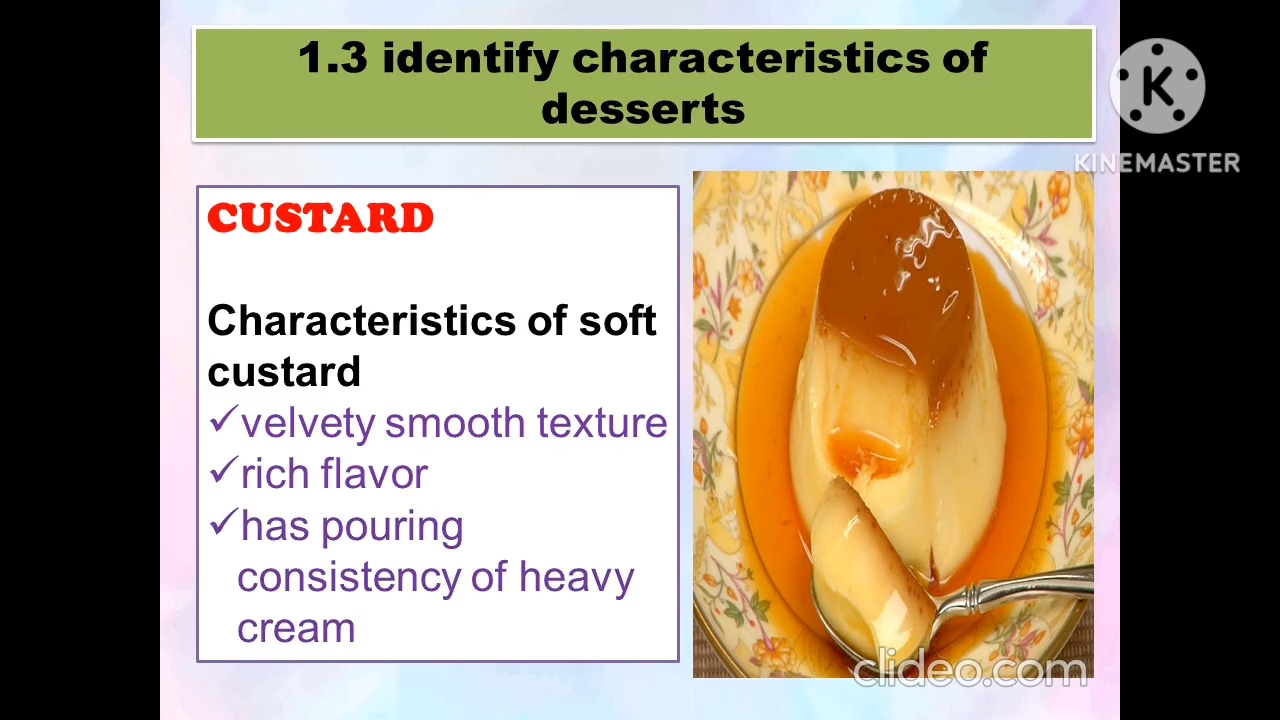 1.3 identify characteristics of
desserts
K
KINEMASTER
CUSTARD
Characteristics of soft
custard
✓velvety smooth texture
✓rich flavor
✓has pouring
consistency of heavy
cream
clideo.com